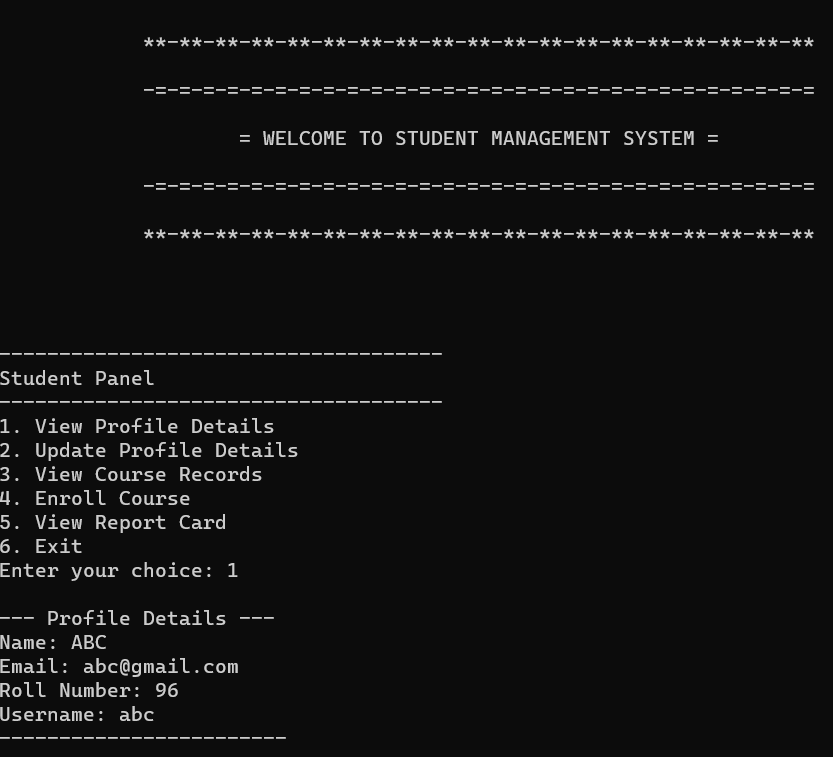 **-**-**-**-**-**-**-**-**-**-**-**-**-**-**-**-**-**-**
-=-=-=-=-=-=-=-=-=-=-=-=-=-=-=-=-=-=-=-=-=-=-=-=-=-=-=-=
= WELCOME TO STUDENT MANAGEMENT SYSTEM =
-=-=-=-=-=-=-=-=-=-=-=-=-=-=-=-=-=-=-=-=-=-=-=-=-=-=-=-=
**-**-**-**-**-**-**-**-**-**-**-**-**-**-**-**-**-**-**
-------------------------------------
Student Panel
-------------------------------------
1. View Profile Details
2. Update Profile Details
3. View Course Records
4. Enroll Course
5. View Report Card
6. Exit
Enter your choice: 1
--- Profile Details ---
Name: ABC
Email: abc@gmail.com
Roll Number: 96
Username: abc
------------------------